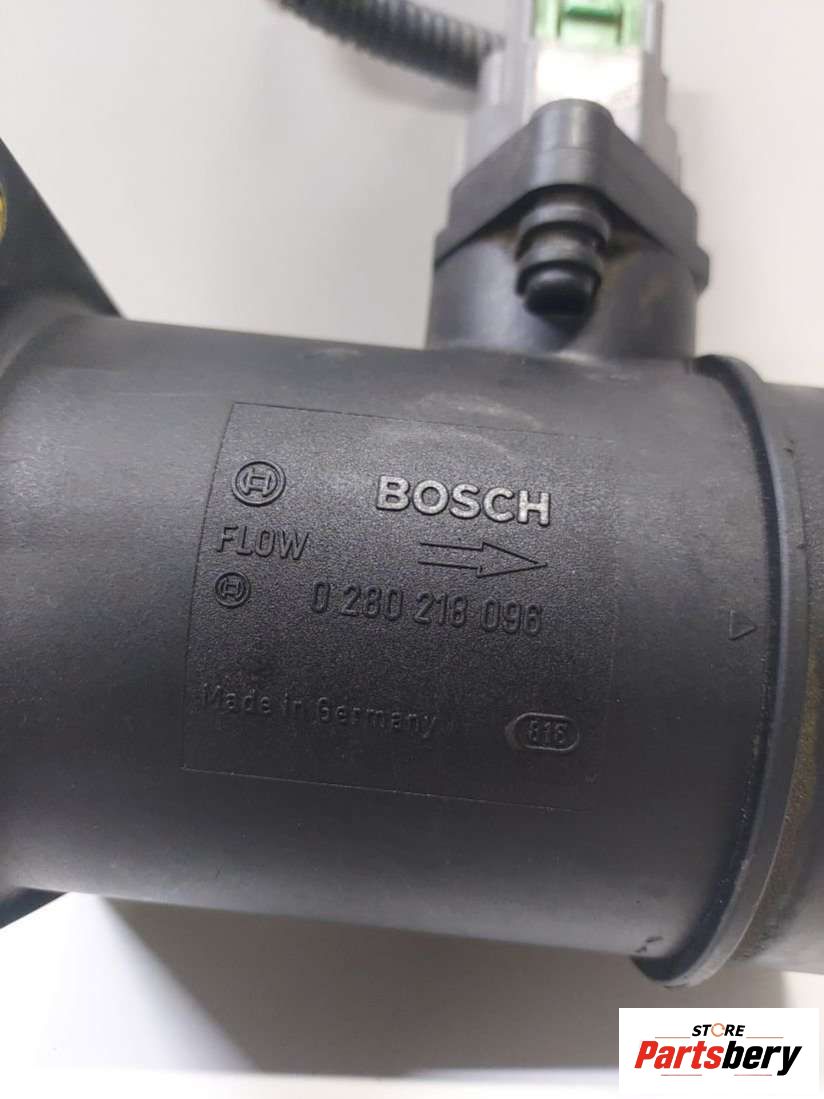 BOSCH
FLOW
0 280 218 096
Made in Germany
816
STORE
Partsbery